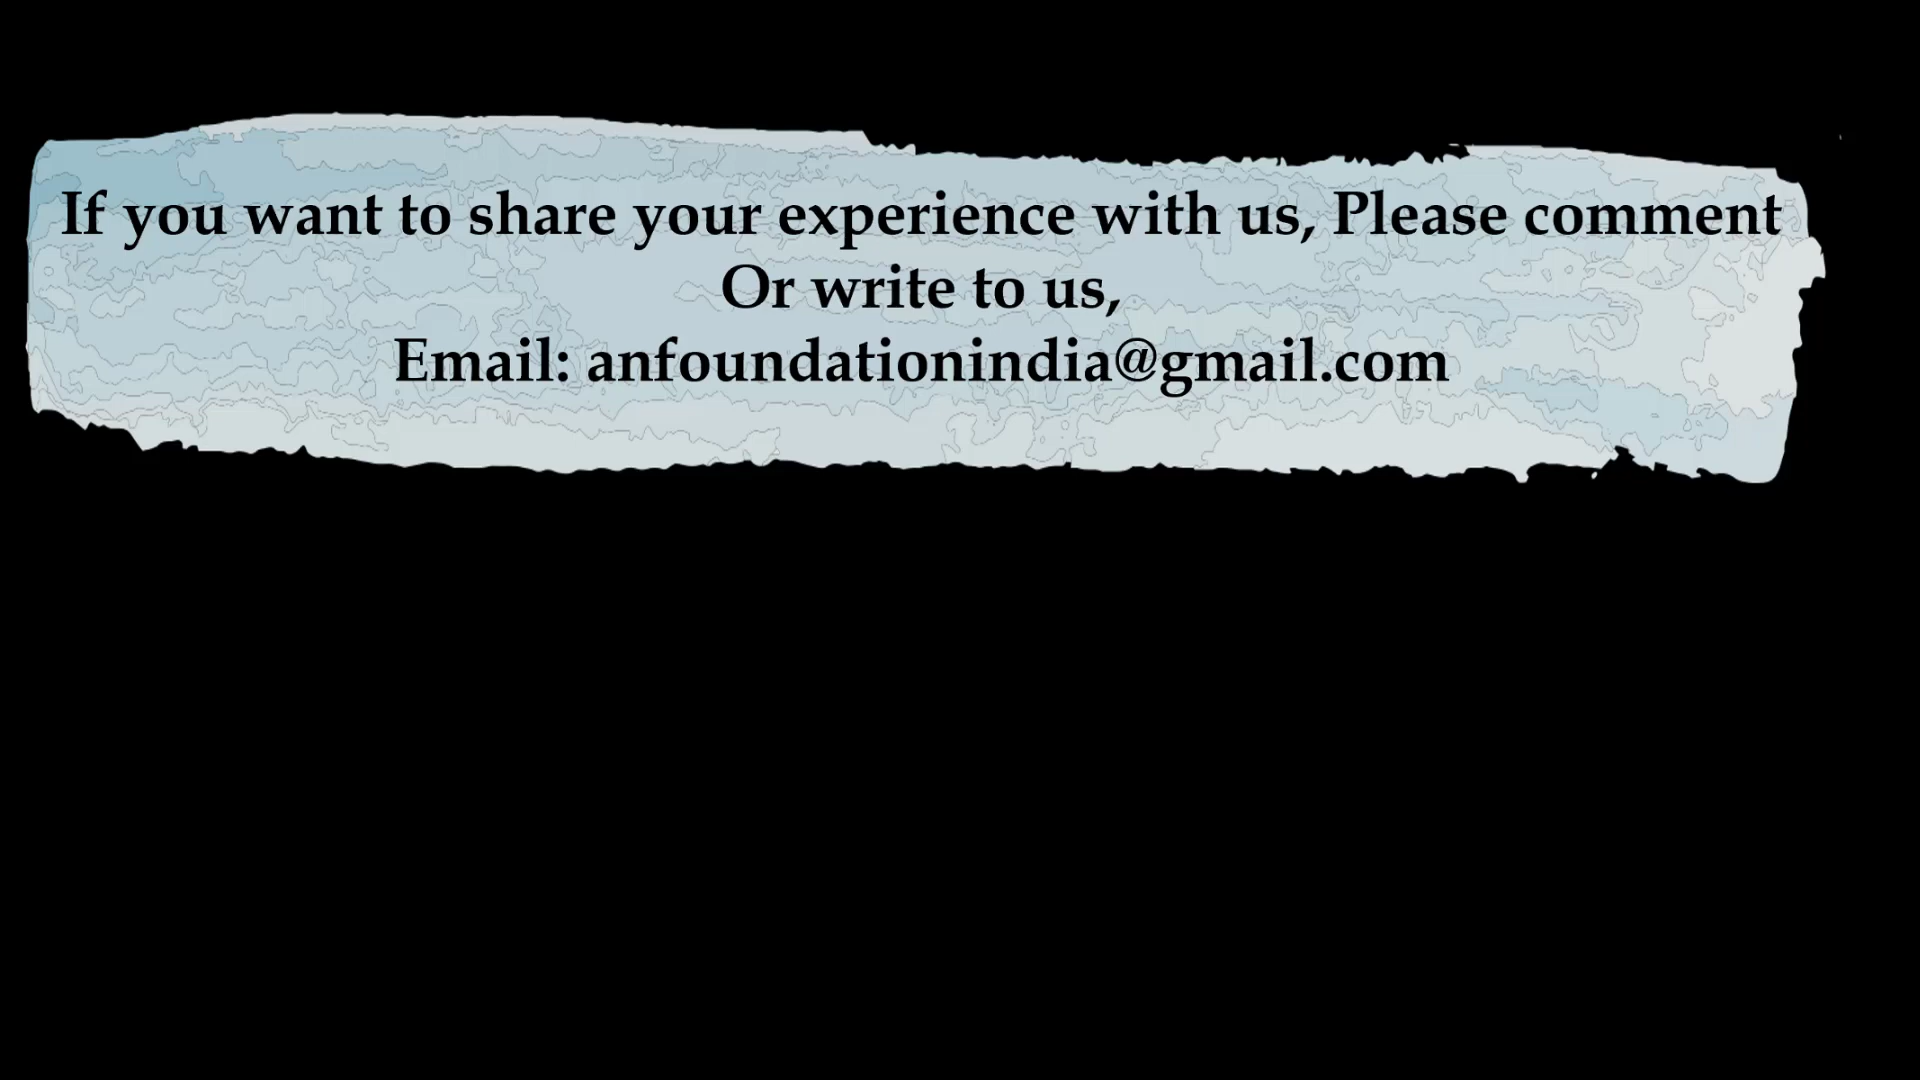 If you want to share your experience with us, Please comment
Or write to us,
Email: anfoundationindia@gmail.com